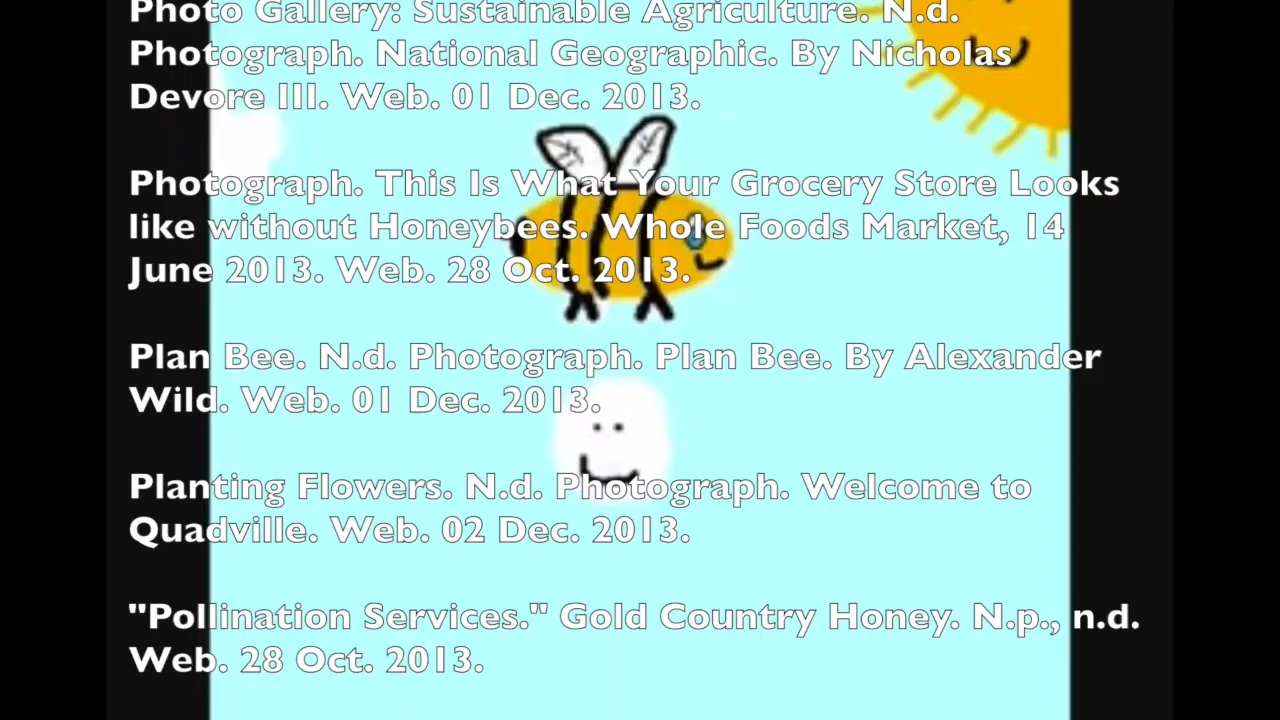 Photo Gallery: Sustainable Agriculture. N.d.
Photograph. National Geographic. By Nicholas
Devore III. Web. 01 Dec. 2013.
Photograph. This Is What Your Grocery Store Looks
like without Honeybees. Whole Foods Market, 14
June 2013. Web. 28 Oct. 2013.
Plan Bee. N.d. Photograph. Plan Bee. By Alexander
Wild. Web. 01 Dec. 2013.
Planting Flowers. N.d. Photograph. Welcome to
Quadville. Web. 02 Dec. 2013.
"Pollination Services." Gold Country Honey. N.p., n.d.
Web. 28 Oct. 2013.